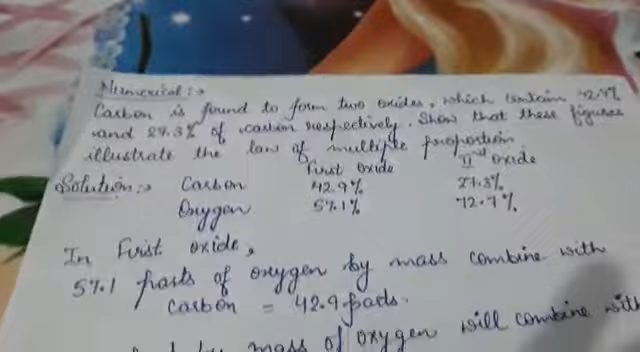 Numerical :→
Carbon is found to form two oxides, which contain 42.9%
and 27.3% of carbon respectively. Show that these figures
illustrate the law of multiple proportion
First oxide IInd oxide
Solution :→ Carbon 42.9% 27.3%
Oxygen 57.1% 72.7%
In First oxide,
57.1 parts of oxygen by mass combine with
Carbon = 42.9 parts.
by mass of oxygen will combine with